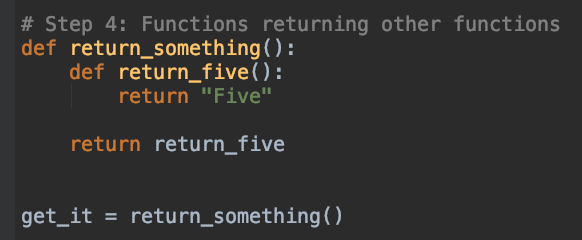 # Step 4: Functions returning other functions
def return_something():
    def return_five():
        return "Five"
    return return_five
get_it = return_something()